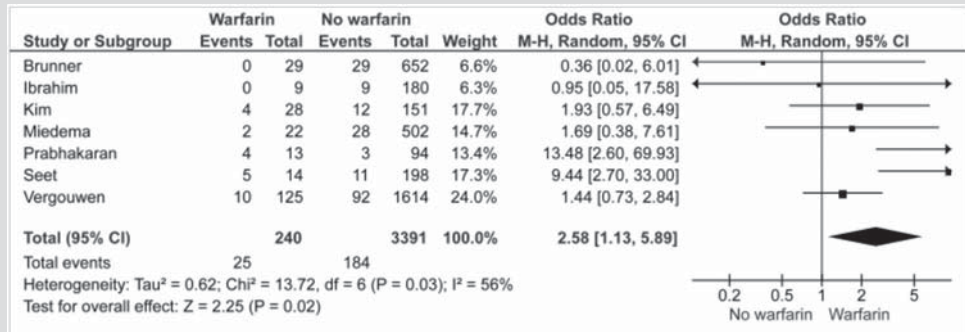 Warfarin No warfarin Odds Ratio Odds Ratio
Study or Subgroup Events Total Events Total Weight M-H, Random, 95% CI M-H, Random, 95% CI
Brunner 0 29 29 652 6.6% 0.36 [0.02, 6.01]
Ibrahim 0 9 9 180 6.3% 0.95 [0.05, 17.58]
Kim 4 28 12 151 17.7% 1.93 [0.57, 6.49]
Miedema 2 22 28 502 14.7% 1.69 [0.38, 7.61]
Prabhakaran 4 13 3 94 13.4% 13.48 [2.60, 69.93]
Seet 5 14 11 198 17.3% 9.44 [2.70, 33.00]
Vergouwen 10 125 92 1614 24.0% 1.44 [0.73, 2.84]
Total (95% CI) 240 3391 100.0% 2.58 [1.13, 5.89]
Total events 25 184
Heterogeneity: Tau² = 0.62; Chi² = 13.72, df = 6 (P = 0.03); I² = 56%
Test for overall effect: Z = 2.25 (P = 0.02)
0.2 0.5 1 2 5
No warfarin Warfarin